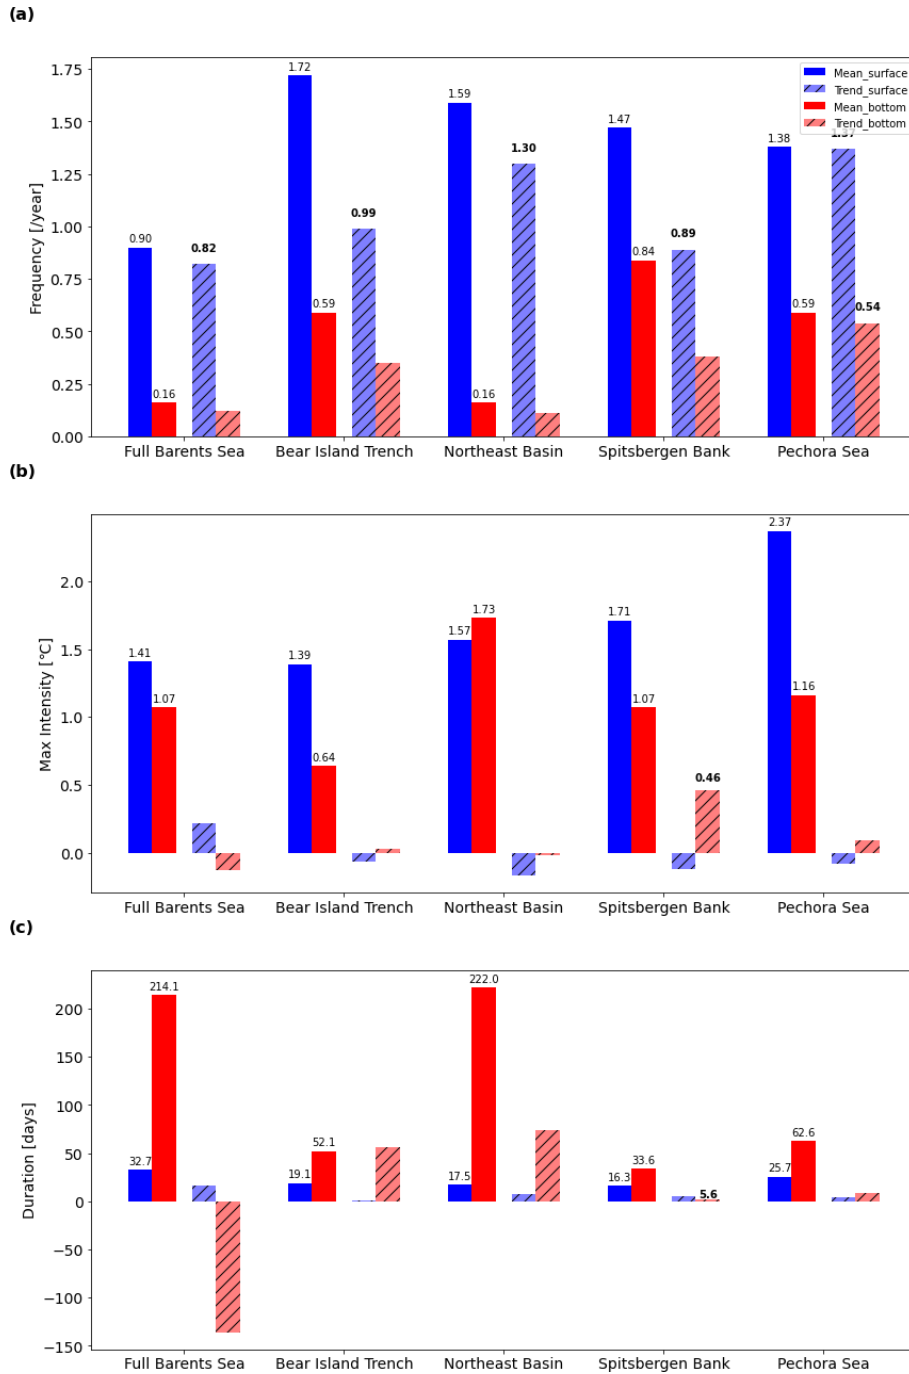 (a)
1.75
1.50
1.25
1.00
0.75
0.50
0.25
0.00
Frequency [/year]
0.90
0.16
0.82
1.72
0.59
0.99
1.59
0.16
1.30
1.47
0.84
0.89
1.38
0.59
1.37
0.54
Mean_surface
Trend_surface
Mean_bottom
Trend_bottom
Full Barents Sea
Bear Island Trench
Northeast Basin
Spitsbergen Bank
Pechora Sea
(b)
2.0
1.5
1.0
0.5
0.0
Max Intensity [℃]
1.41
1.07
1.39
0.64
1.57
1.73
1.71
1.07
0.46
2.37
1.16
Full Barents Sea
Bear Island Trench
Northeast Basin
Spitsbergen Bank
Pechora Sea
(c)
200
150
100
50
0
−50
−100
−150
Duration [days]
32.7
214.1
19.1
52.1
17.5
222.0
16.3
33.6
5.6
25.7
62.6
Full Barents Sea
Bear Island Trench
Northeast Basin
Spitsbergen Bank
Pechora Sea